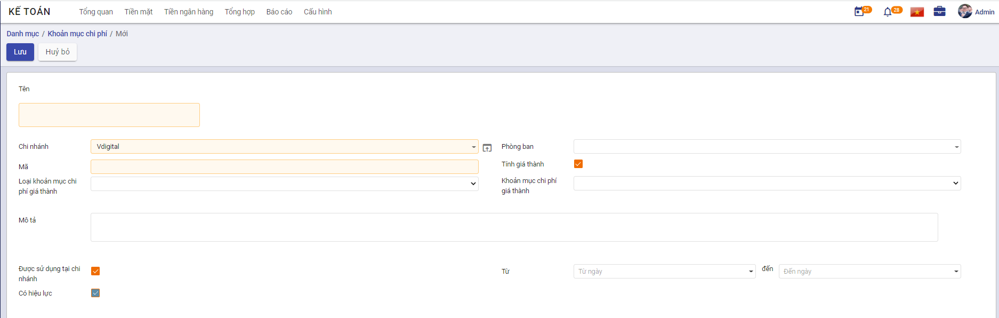 KẾ TOÁN Tổng quan Tiền mặt Tiền ngân hàng Tổng hợp Báo cáo Cấu hình 21 28 Admin
Danh mục / Khoản mục chi phí / Mới
Lưu Huỷ bỏ
Tên
Chi nhánh Vdigital Phòng ban
Mã Tính giá thành
Loại khoản mục chi
phí giá thành
Khoản mục chi phí
giá thành
Mô tả
Được sử dụng tại chi
nhánh
Từ Từ ngày đến Đến ngày
Có hiệu lực